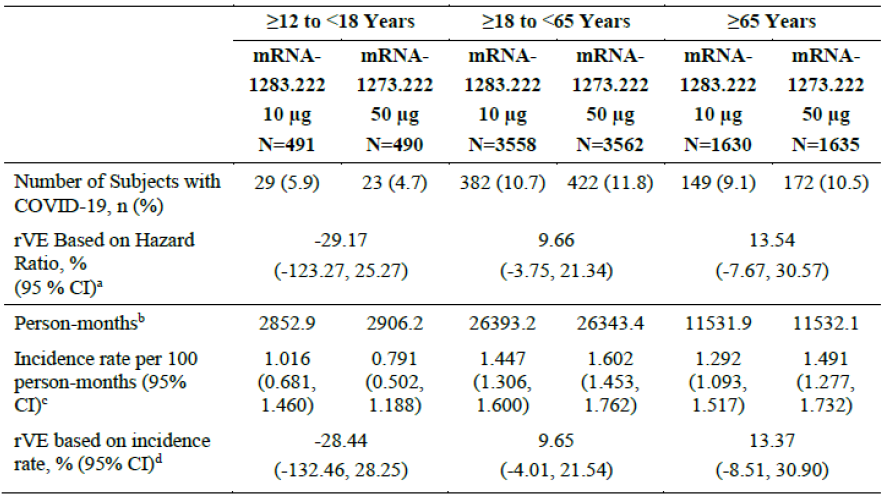 ≥12 to <18 Years ≥18 to <65 Years ≥65 Years
mRNA- mRNA- mRNA- mRNA- mRNA- mRNA-
1283.222 1273.222 1283.222 1273.222 1283.222 1273.222
10 µg 50 µg 10 µg 50 µg 10 µg 50 µg
N=491 N=490 N=3558 N=3562 N=1630 N=1635
Number of Subjects with 29 (5.9) 23 (4.7) 382 (10.7) 422 (11.8) 149 (9.1) 172 (10.5)
COVID-19, n (%)
rVE Based on Hazard -29.17 9.66 13.54
Ratio, % (-123.27, 25.27) (-3.75, 21.34) (-7.67, 30.57)
(95 % CI)ᵃ
Person-monthsᵇ 2852.9 2906.2 26393.2 26343.4 11531.9 11532.1
Incidence rate per 100 1.016 0.791 1.447 1.602 1.292 1.491
person-months (95% (0.681, (0.502, (1.306, (1.453, (1.093, (1.277,
CI)ᶜ 1.460) 1.188) 1.600) 1.762) 1.517) 1.732)
rVE based on incidence -28.44 9.65 13.37
rate, % (95% CI)ᵈ (-132.46, 28.25) (-4.01, 21.54) (-8.51, 30.90)